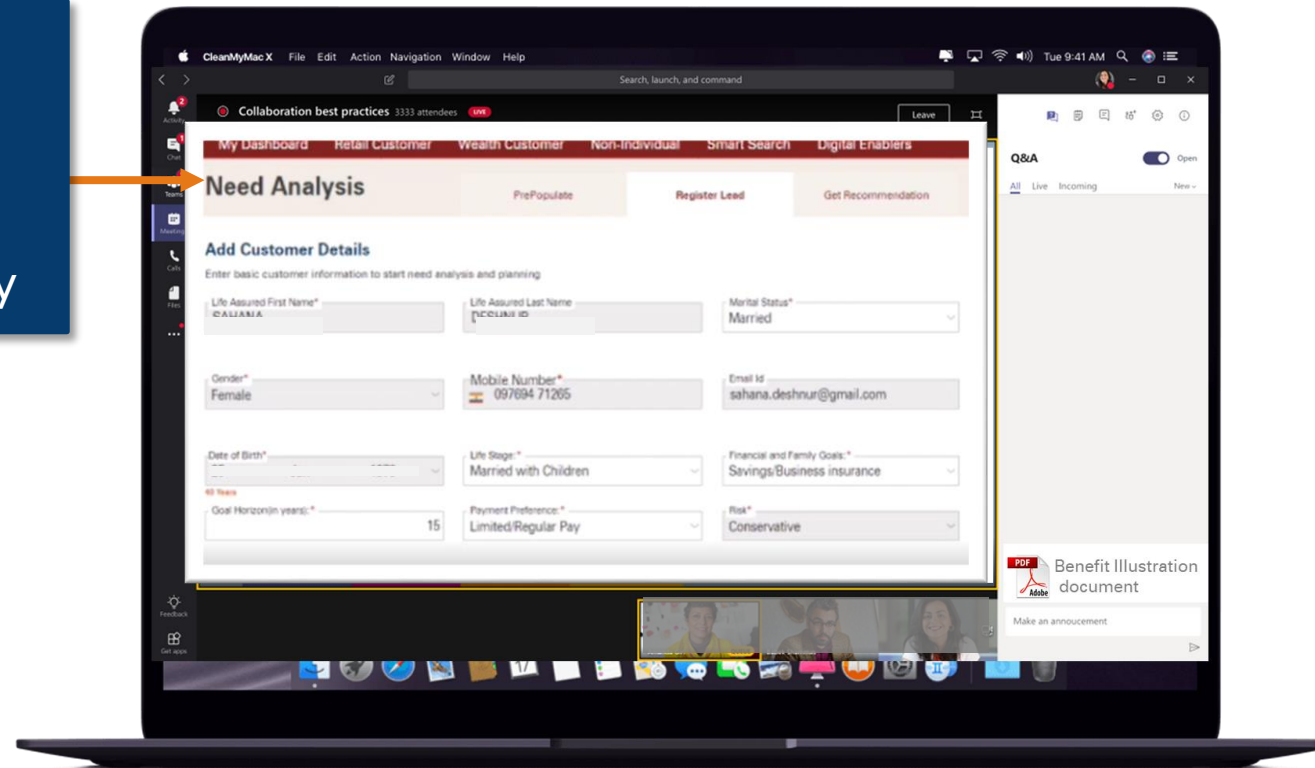 y
CleanMyMac X File Edit Action Navigation Window Help
Tue 9:41 AM
Search, launch, and command
Activity
Chat
Teams
Meeting
Calls
Files
Feedback
Get apps
Collaboration best practices 3333 attendees LIVE
Leave
My Dashboard Retail Customer Wealth Customer Non-Individual Smart Search Digital Enablers
Need Analysis
PrePopulate Register Lead Get Recommendation
Add Customer Details
Enter basic customer information to start need analysis and planning
Life Assured First Name* Life Assured Last Name Marital Status*
SAHANA DESHNUR Married
Gender* Mobile Number* Email Id
Female 097694 71265 sahana.deshnur@gmail.com
Date of Birth* Life Stage:* Financial and Family Goals:*
Married with Children Savings/Business insurance
Goal Horizon(in years):* Payment Preference:* Risk*
15 Limited/Regular Pay Conservative
Q&A Open
All Live Incoming New
PDF Adobe
Benefit Illustration
document
Make an annoucement
17